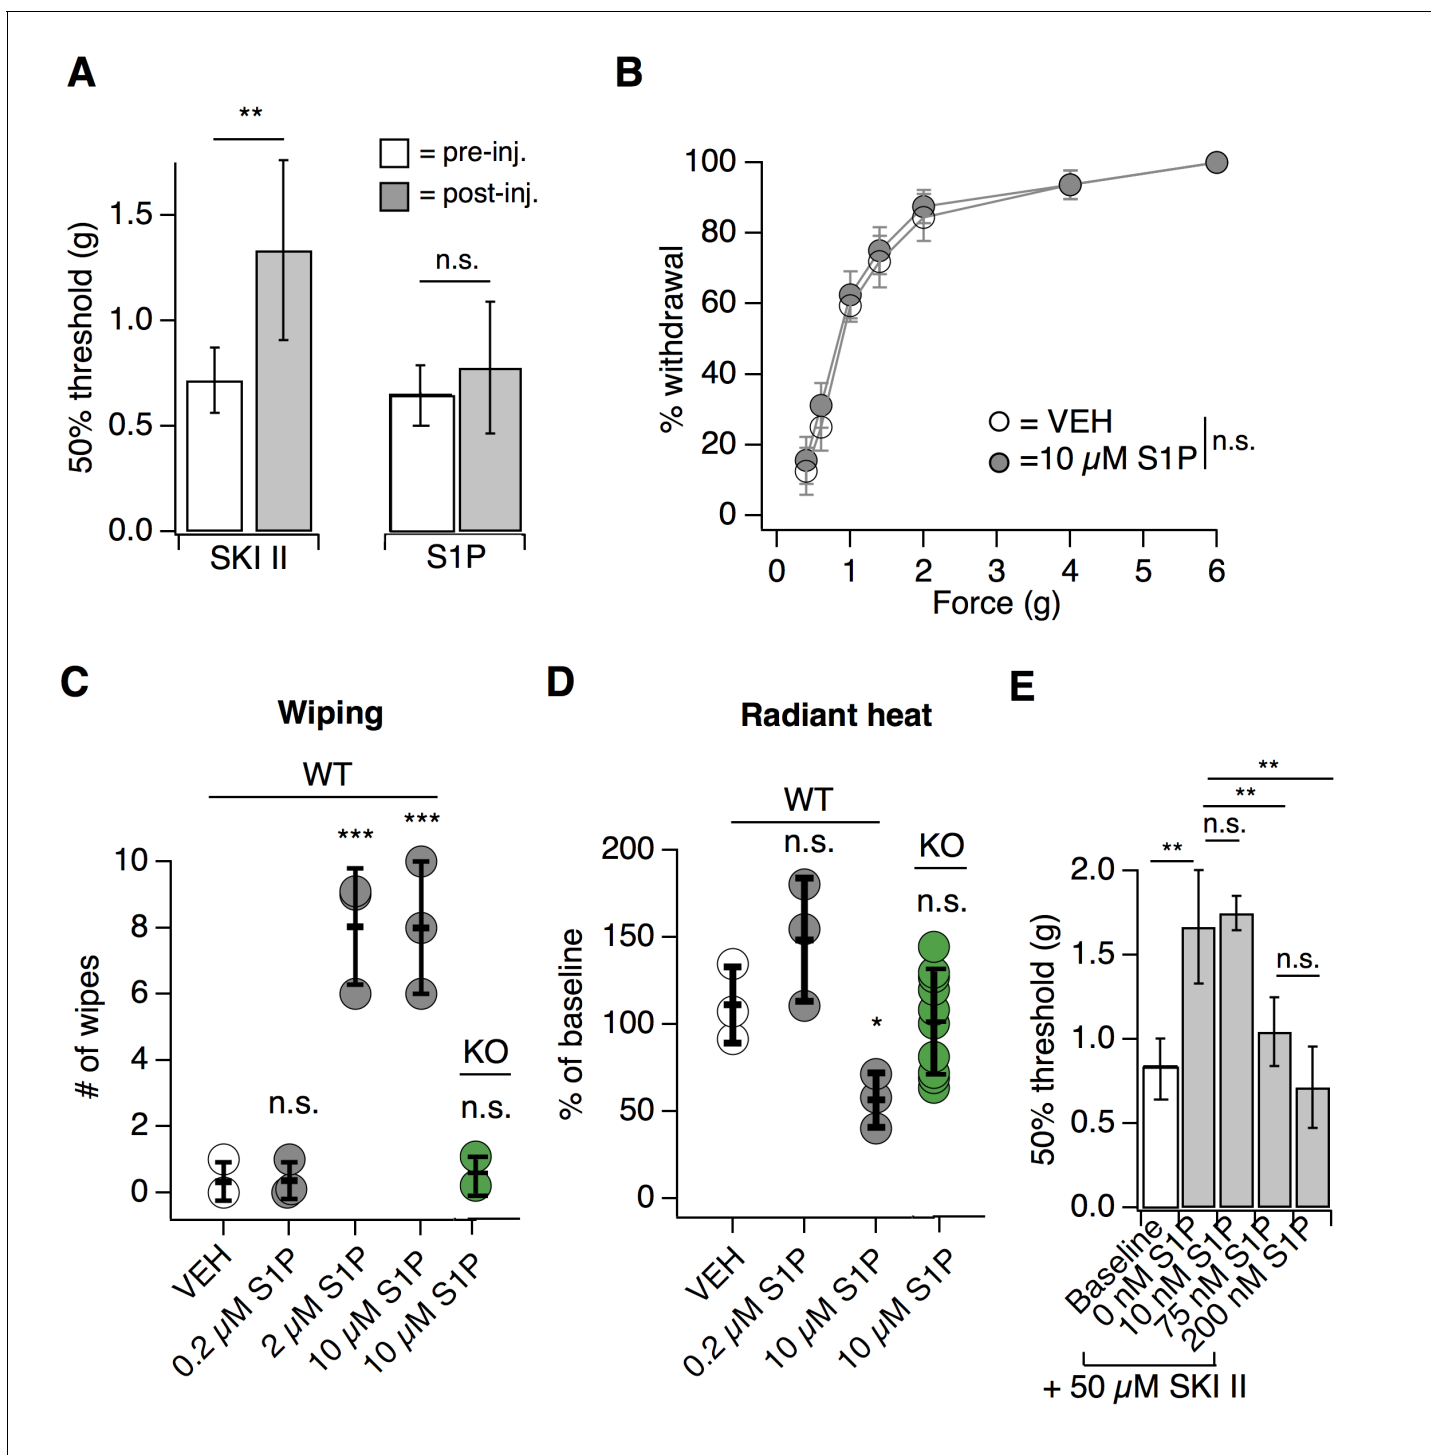 A
**
= pre-inj.
= post-inj.
n.s.
50% threshold (g)
1.5
1.0
0.5
0.0
SKI II
S1P
B
% withdrawal
100
80
60
40
20
0
= VEH
=10 µM S1P
n.s.
0 1 2 3 4 5 6
Force (g)
C
Wiping
WT
***
***
# of wipes
10
8
6
4
2
0
n.s.
KO
n.s.
VEH
0.2 µM S1P
2 µM S1P
10 µM S1P
10 µM S1P
D
Radiant heat
WT
n.s.
KO
n.s.
*
% of baseline
200
150
100
50
0
VEH
0.2 µM S1P
10 µM S1P
10 µM S1P
E
**
**
n.s.
**
n.s.
50% threshold (g)
2.0
1.5
1.0
0.5
0.0
Baseline
0 nM S1P
10 nM S1P
75 nM S1P
200 nM S1P
+ 50 µM SKI II